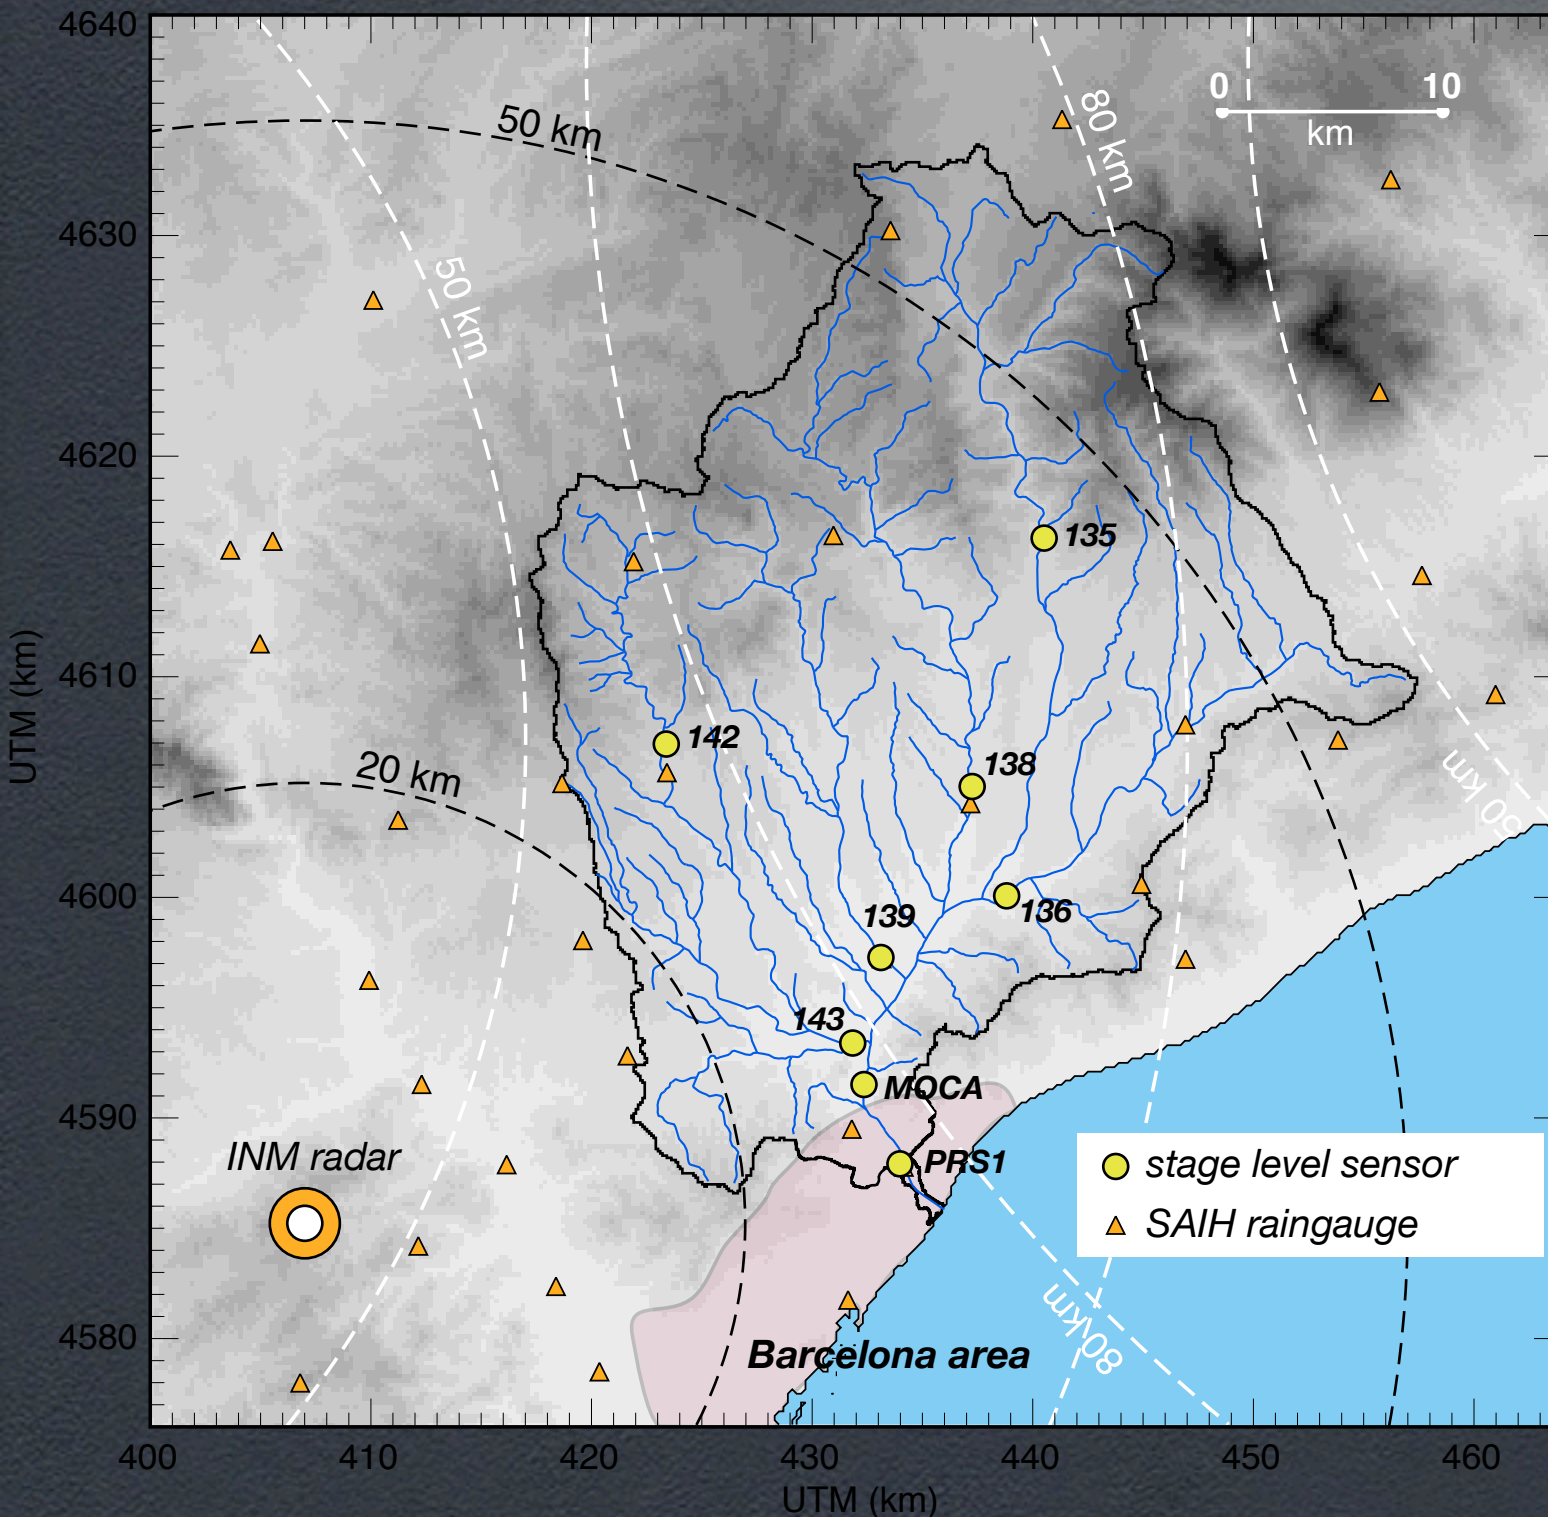 4640
0 10
km
50 km
80 km
4630
50 km
4620
135
4610
142
138
80 km
20 km
4600
139
136
143
MOCA
4590
INM radar
PRS1
stage level sensor
SAIH raingauge
80 km
4580
Barcelona area
400 410 420 430 440 450 460
UTM (km)
UTM (km)